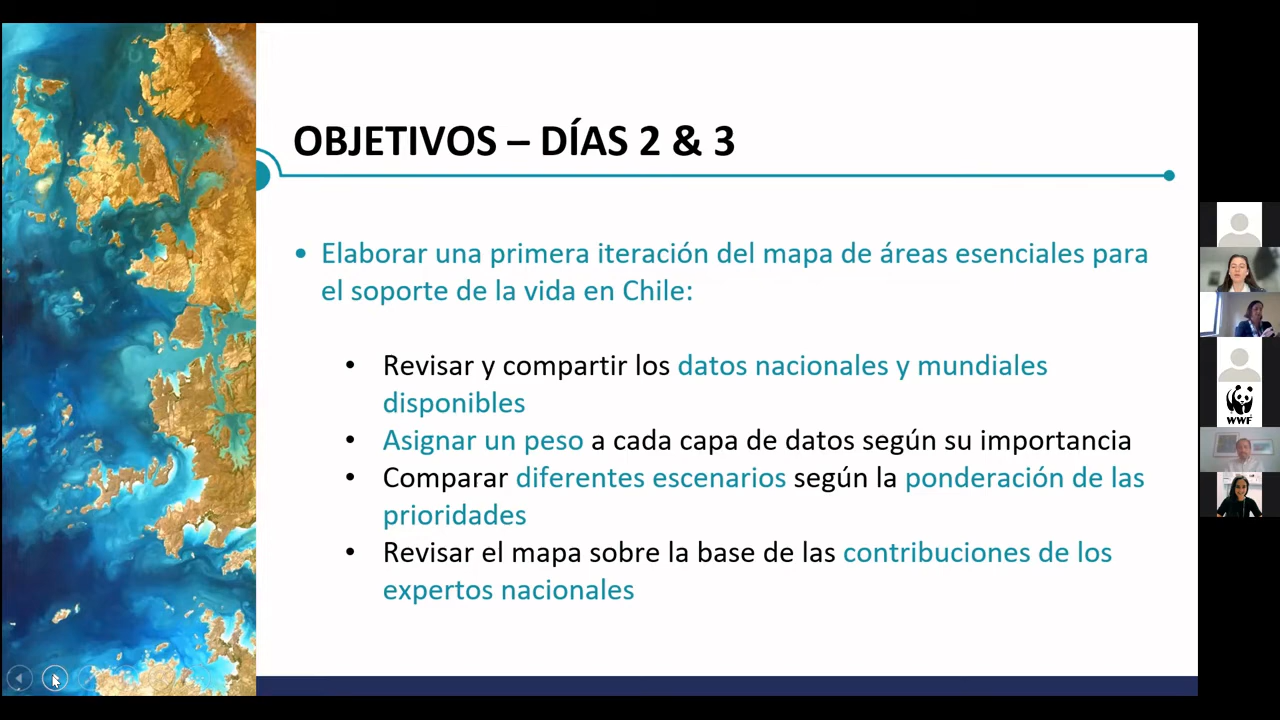 OBJETIVOS – DÍAS 2 & 3
• Elaborar una primera iteración del mapa de áreas esenciales para
el soporte de la vida en Chile:
• Revisar y compartir los datos nacionales y mundiales
disponibles
• Asignar un peso a cada capa de datos según su importancia
• Comparar diferentes escenarios según la ponderación de las
prioridades
• Revisar el mapa sobre la base de las contribuciones de los
expertos nacionales
WWF